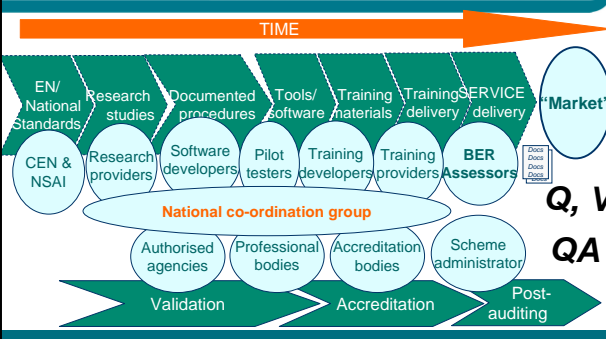 TIME
EN/
National
Standards
Research
studies
Documented
procedures
Tools/
software
Training
materials
Training
delivery
SERVICE
delivery
"Market"
CEN &
NSAI
Research
providers
Software
developers
Pilot
testers
Training
developers
Training
providers
BER
Assessors
Docs
Docs
Docs
Docs
National co-ordination group
Q, V
QA
Authorised
agencies
Professional
bodies
Accreditation
bodies
Scheme
administrator
Validation
Accreditation
Post-
auditing